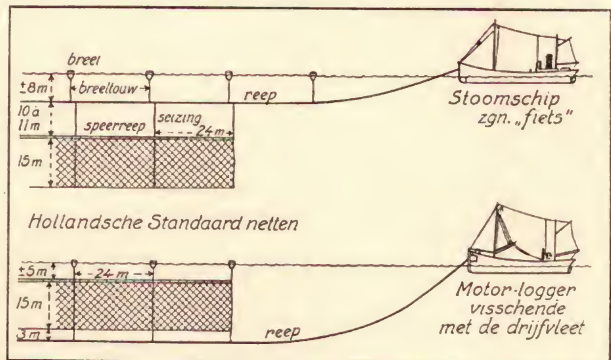 breel
±8m
breeltouw
reep
Stoomschip
zgn. „fiets"
10 à
11m
speerreep
seizing
24m
15m
Hollandsche Standaard netten
±5m
24 m
15m
3m
reep
Motor-logger
visschende
met de drijfvleet